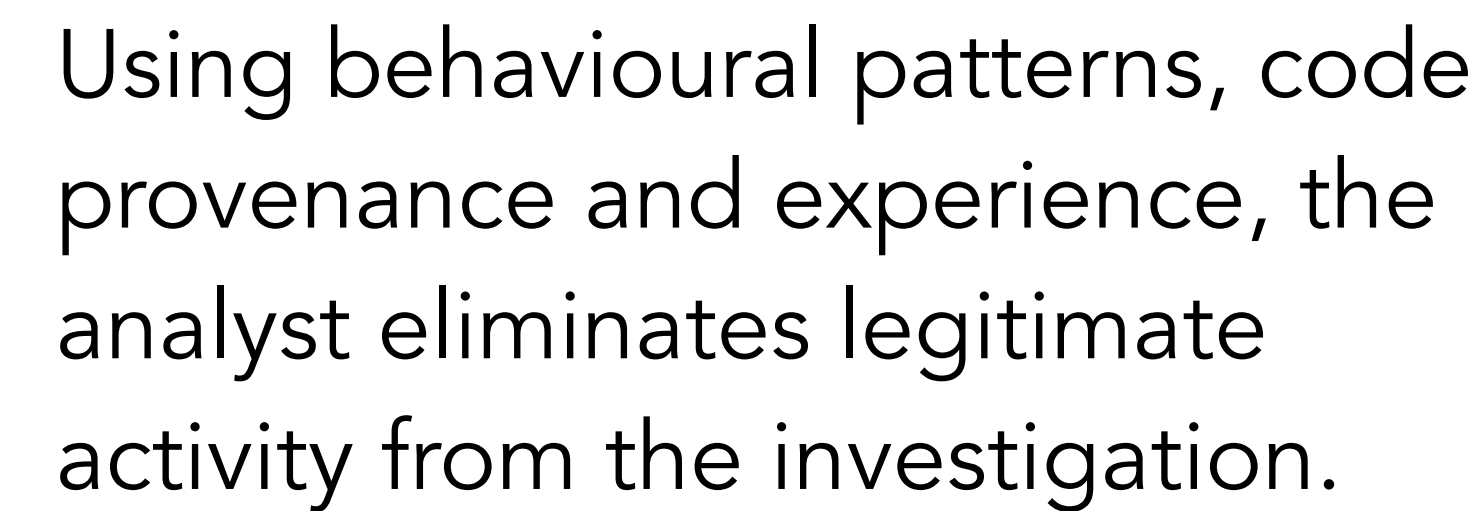 Using behavioural patterns, code
provenance and experience, the
analyst eliminates legitimate
activity from the investigation.